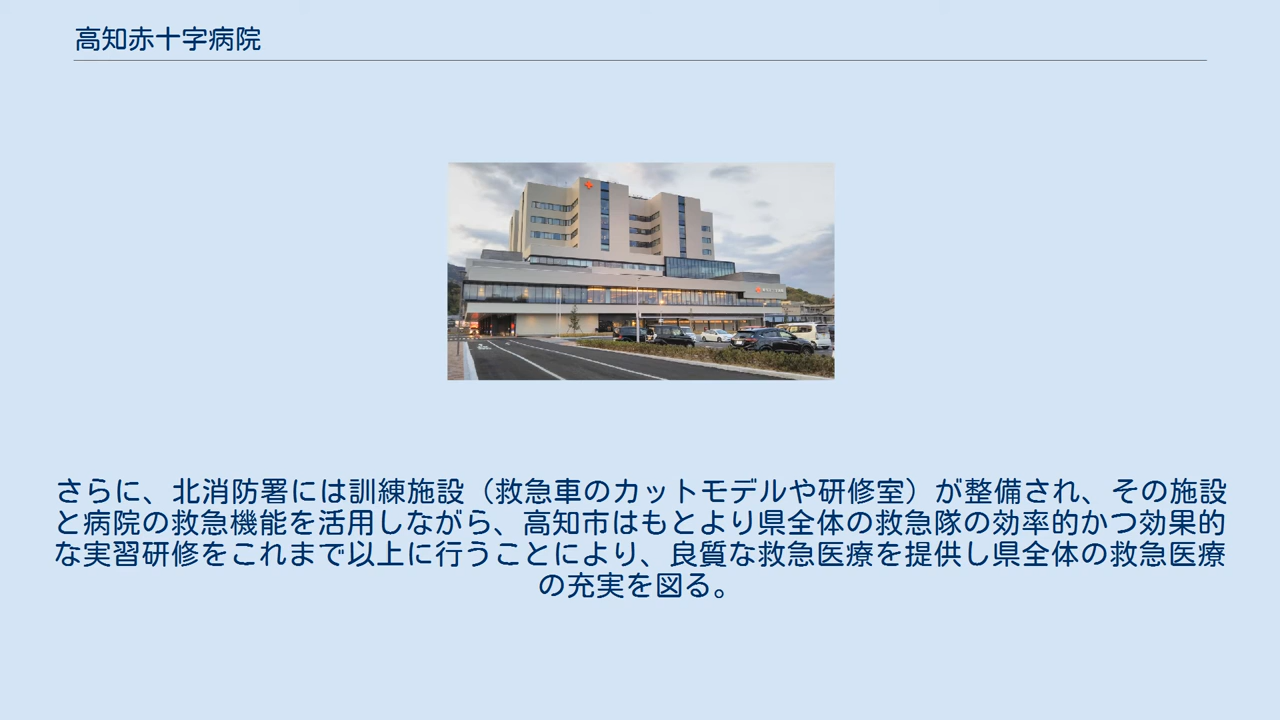 高知赤十字病院
さらに、北消防署には訓練施設（救急車のカットモデルや研修室）が整備され、その施設
と病院の救急機能を活用しながら、高知市はもとより県全体の救急隊の効率的かつ効果的
な実習研修をこれまで以上に行うことにより、良質な救急医療を提供し県全体の救急医療
の充実を図る。